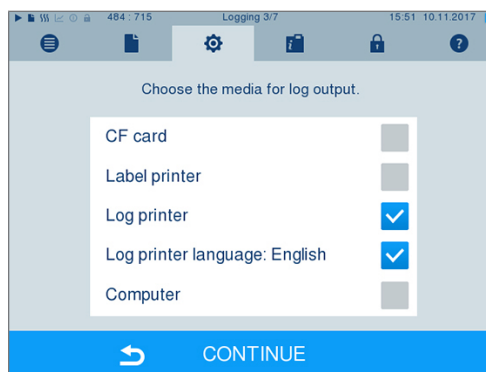 484 : 715 Logging 3/7 15:51 10.11.2017
Choose the media for log output.
CF card
Label printer
Log printer
Log printer language: English
Computer
CONTINUE